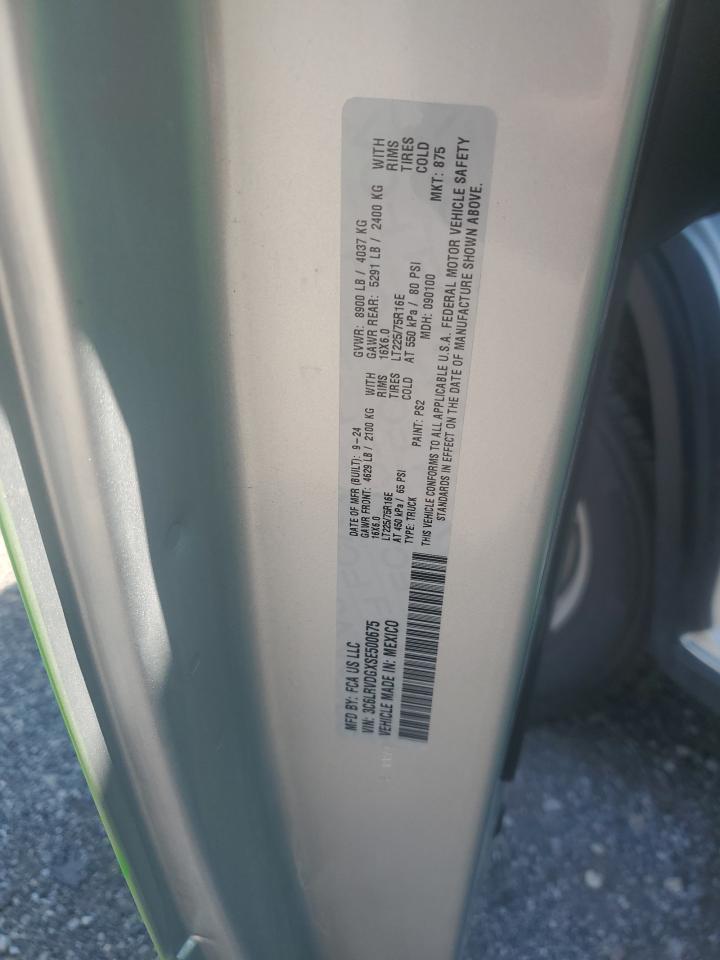 MFD BY: FCA US LLC
VIN: 3C6LRVDGXSE500675
VEHICLE MADE IN: MEXICO
DATE OF MFR (BUILT): 9-24
GAWR FRONT: 4629 LB / 2100 KG WITH
16X6.0 RIMS
LT225/75R16E TIRES
AT 450 kPa / 65 PSI COLD
TYPE: TRUCK PAINT: PS2
GVWR: 8900 LB / 4037 KG
GAWR REAR: 5291 LB / 2400 KG WITH
16X6.0 RIMS
LT225/75R16E TIRES
AT 550 kPa / 80 PSI COLD
MDH: 090100 MKT: 875
THIS VEHICLE CONFORMS TO ALL APPLICABLE U.S.A. FEDERAL MOTOR VEHICLE SAFETY
STANDARDS IN EFFECT ON THE DATE OF MANUFACTURE SHOWN ABOVE.